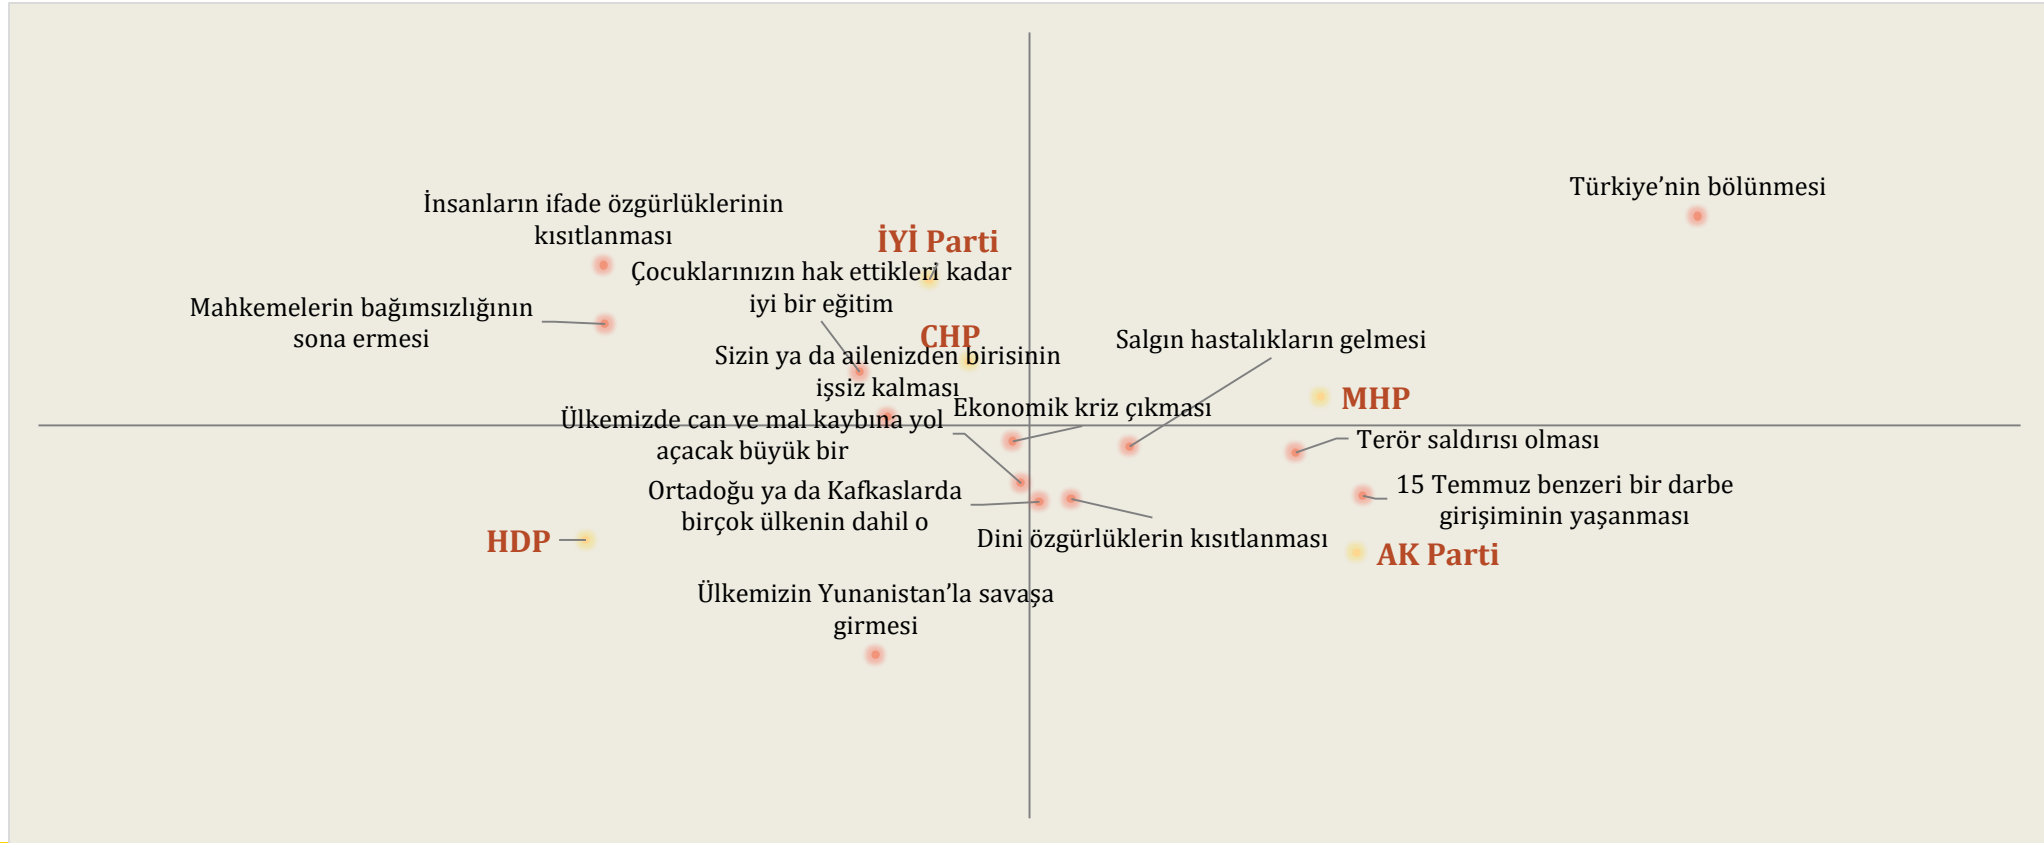 Türkiye’nin bölünmesi
İnsanların ifade özgürlüklerinin
kısıtlanması
İYİ Parti
Çocuklarınızın hak ettikleri kadar
iyi bir eğitim
Mahkemelerin bağımsızlığının
sona ermesi
CHP
Salgın hastalıkların gelmesi
Sizin ya da ailenizden birisinin
işsiz kalması
MHP
Ekonomik kriz çıkması
Ülkemizde can ve mal kaybına yol
açacak büyük bir
Terör saldırısı olması
Ortadoğu ya da Kafkaslarda
birçok ülkenin dahil o
15 Temmuz benzeri bir darbe
girişiminin yaşanması
Dini özgürlüklerin kısıtlanması
HDP
AK Parti
Ülkemizin Yunanistan’la savaşa
girmesi